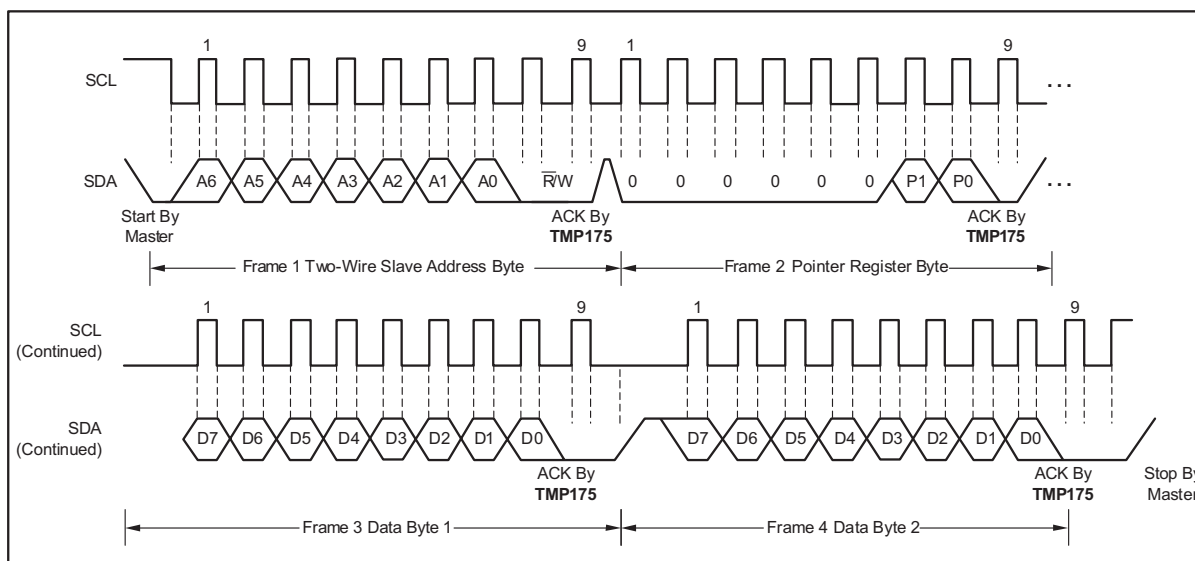 1 9 1 9
SCL ...
SDA A6 A5 A4 A3 A2 A1 A0 R̅/W 0 0 0 0 0 0 P1 P0 ...
Start By Master
ACK By TMP175
ACK By TMP175
Frame 1 Two-Wire Slave Address Byte
Frame 2 Pointer Register Byte
1 9 1 9
SCL (Continued)
SDA (Continued) D7 D6 D5 D4 D3 D2 D1 D0 D7 D6 D5 D4 D3 D2 D1 D0
ACK By TMP175
ACK By TMP175
Stop By Master
Frame 3 Data Byte 1
Frame 4 Data Byte 2